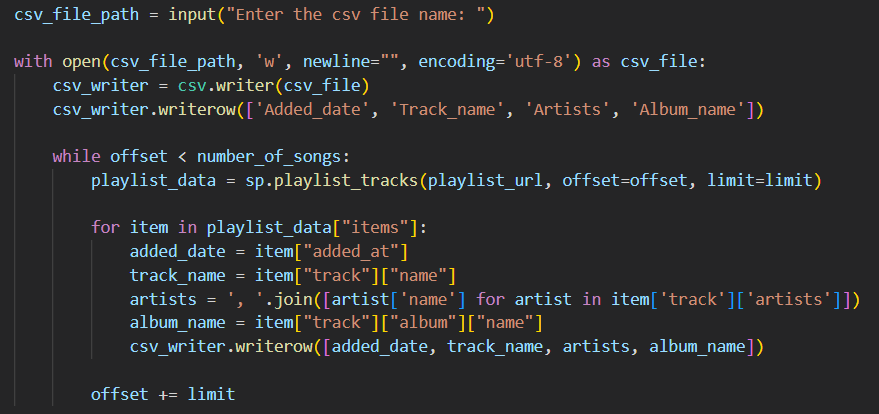 csv_file_path = input("Enter the csv file name: ")
with open(csv_file_path, 'w', newline="", encoding='utf-8') as csv_file:
    csv_writer = csv.writer(csv_file)
    csv_writer.writerow(['Added_date', 'Track_name', 'Artists', 'Album_name'])
    while offset < number_of_songs:
        playlist_data = sp.playlist_tracks(playlist_url, offset=offset, limit=limit)
        for item in playlist_data["items"]:
            added_date = item["added_at"]
            track_name = item["track"]["name"]
            artists = ', '.join([artist['name'] for artist in item['track']['artists']])
            album_name = item["track"]["album"]["name"]
            csv_writer.writerow([added_date, track_name, artists, album_name])
        offset += limit